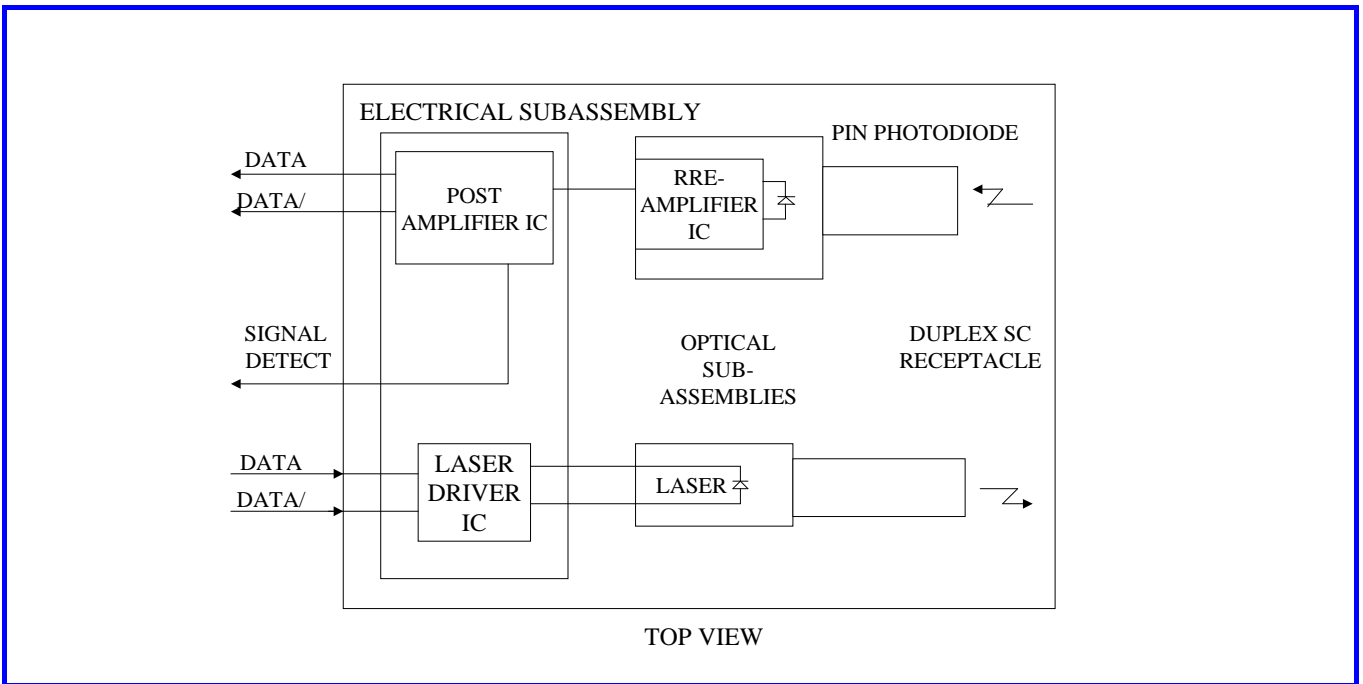 ELECTRICAL SUBASSEMBLY
PIN PHOTODIODE
DATA
DATA/
POST
AMPLIFIER IC
RRE-
AMPLIFIER
IC
SIGNAL
DETECT
OPTICAL
SUB-
ASSEMBLIES
DUPLEX SC
RECEPTACLE
DATA
DATA/
LASER
DRIVER
IC
LASER
TOP VIEW